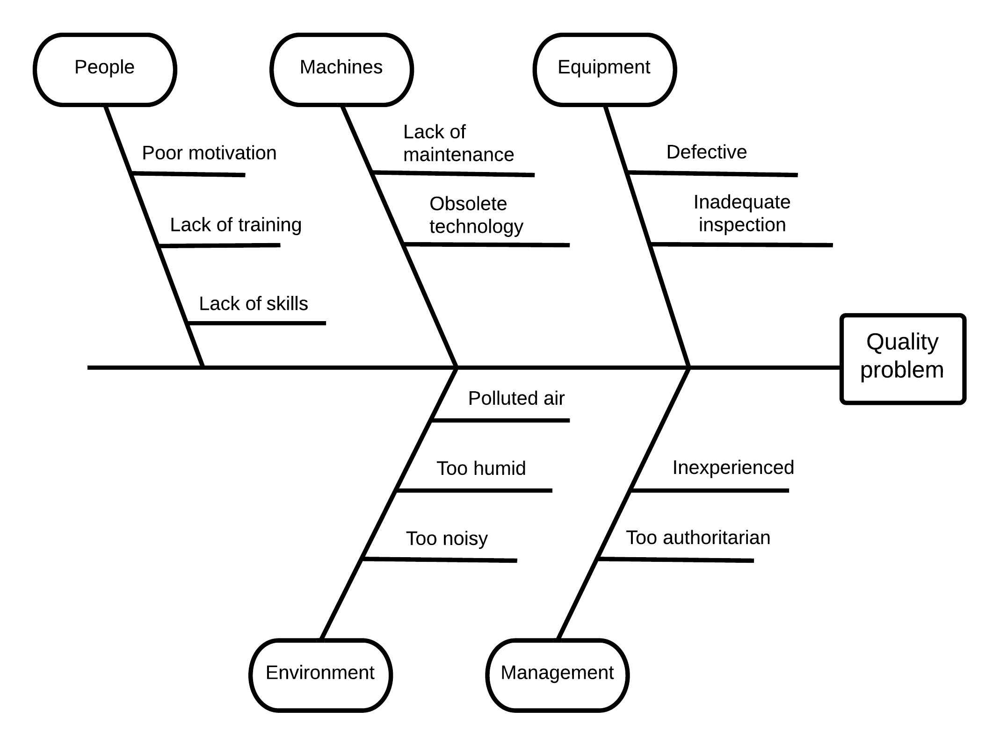 People
Machines
Equipment
Poor motivation
Lack of training
Lack of skills
Lack of
maintenance
Obsolete
technology
Defective
Inadequate
inspection
Quality
problem
Polluted air
Too humid
Too noisy
Inexperienced
Too authoritarian
Environment
Management